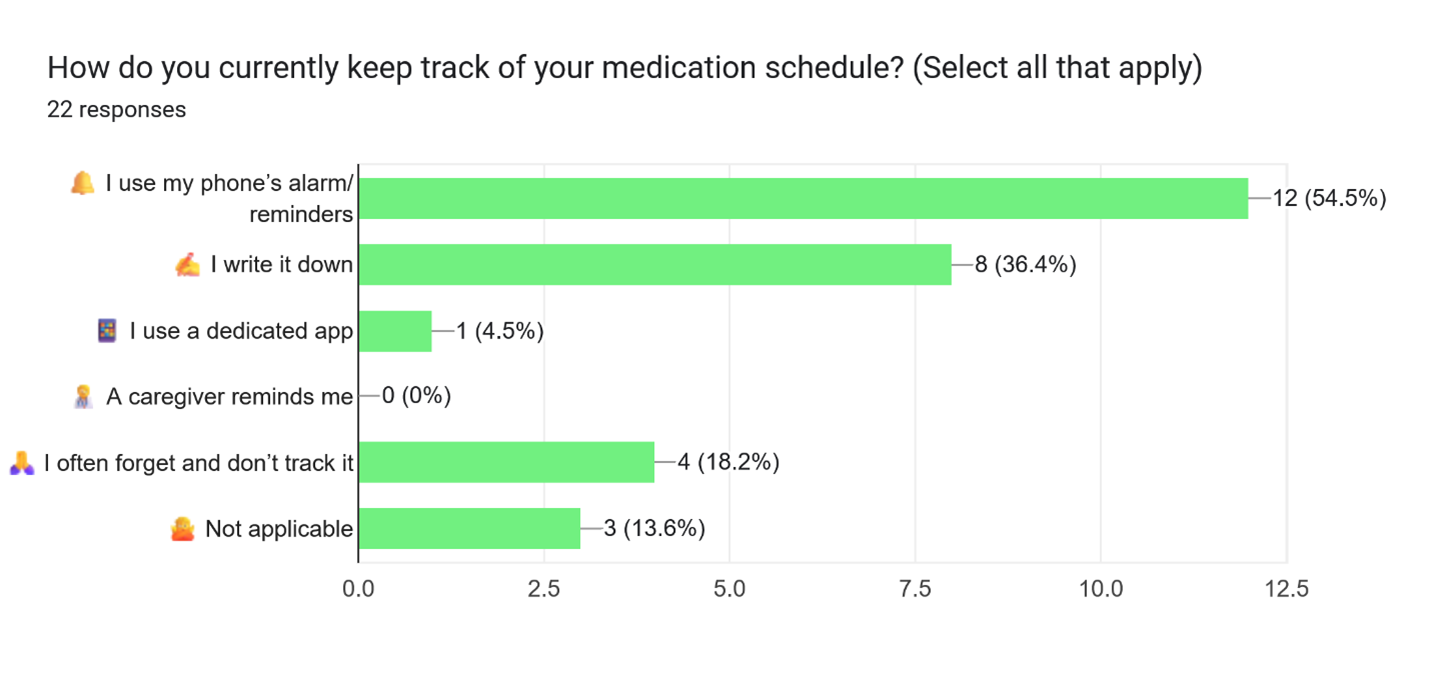 How do you currently keep track of your medication schedule? (Select all that apply)
22 responses
🔔 I use my phone’s alarm/
reminders
12 (54.5%)
✍️ I write it down
8 (36.4%)
📱 I use a dedicated app
1 (4.5%)
🧑‍⚕️ A caregiver reminds me
0 (0%)
🙏 I often forget and don’t track it
4 (18.2%)
🤷 Not applicable
3 (13.6%)
0.0 2.5 5.0 7.5 10.0 12.5